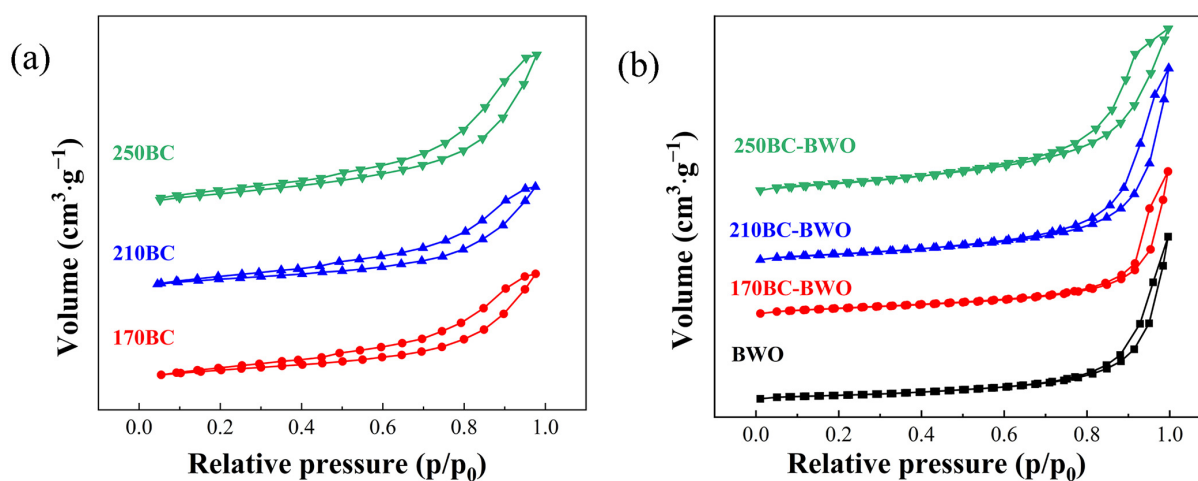 (a)
Volume (cm³·g⁻¹)
250BC
210BC
170BC
0.0 0.2 0.4 0.6 0.8 1.0
Relative pressure (p/p₀)
(b)
Volume (cm³·g⁻¹)
250BC-BWO
210BC-BWO
170BC-BWO
BWO
0.0 0.2 0.4 0.6 0.8 1.0
Relative pressure (p/p₀)